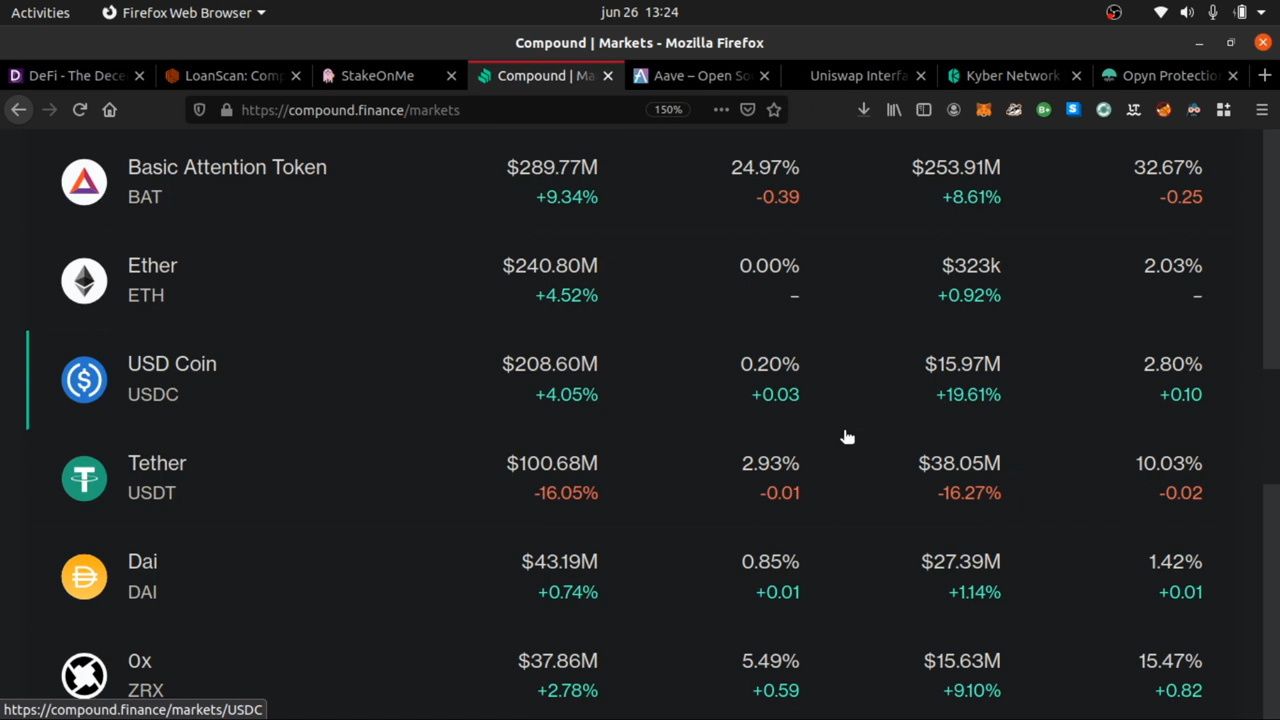 Activities Firefox Web Browser jun 26 13:24
Compound | Markets - Mozilla Firefox
DeFi - The Dece LoanScan: Comp StakeOnMe Compound | Ma Aave – Open So Uniswap Interfa Kyber Network Opyn Protectio
https://compound.finance/markets 150%
Basic Attention Token $289.77M 24.97% $253.91M 32.67%
BAT +9.34% -0.39 +8.61% -0.25
Ether $240.80M 0.00% $323k 2.03%
ETH +4.52% – +0.92% –
USD Coin $208.60M 0.20% $15.97M 2.80%
USDC +4.05% +0.03 +19.61% +0.10
Tether $100.68M 2.93% $38.05M 10.03%
USDT -16.05% -0.01 -16.27% -0.02
Dai $43.19M 0.85% $27.39M 1.42%
DAI +0.74% +0.01 +1.14% +0.01
0x $37.86M 5.49% $15.63M 15.47%
ZRX +2.78% +0.59 +9.10% +0.82
https://compound.finance/markets/USDC